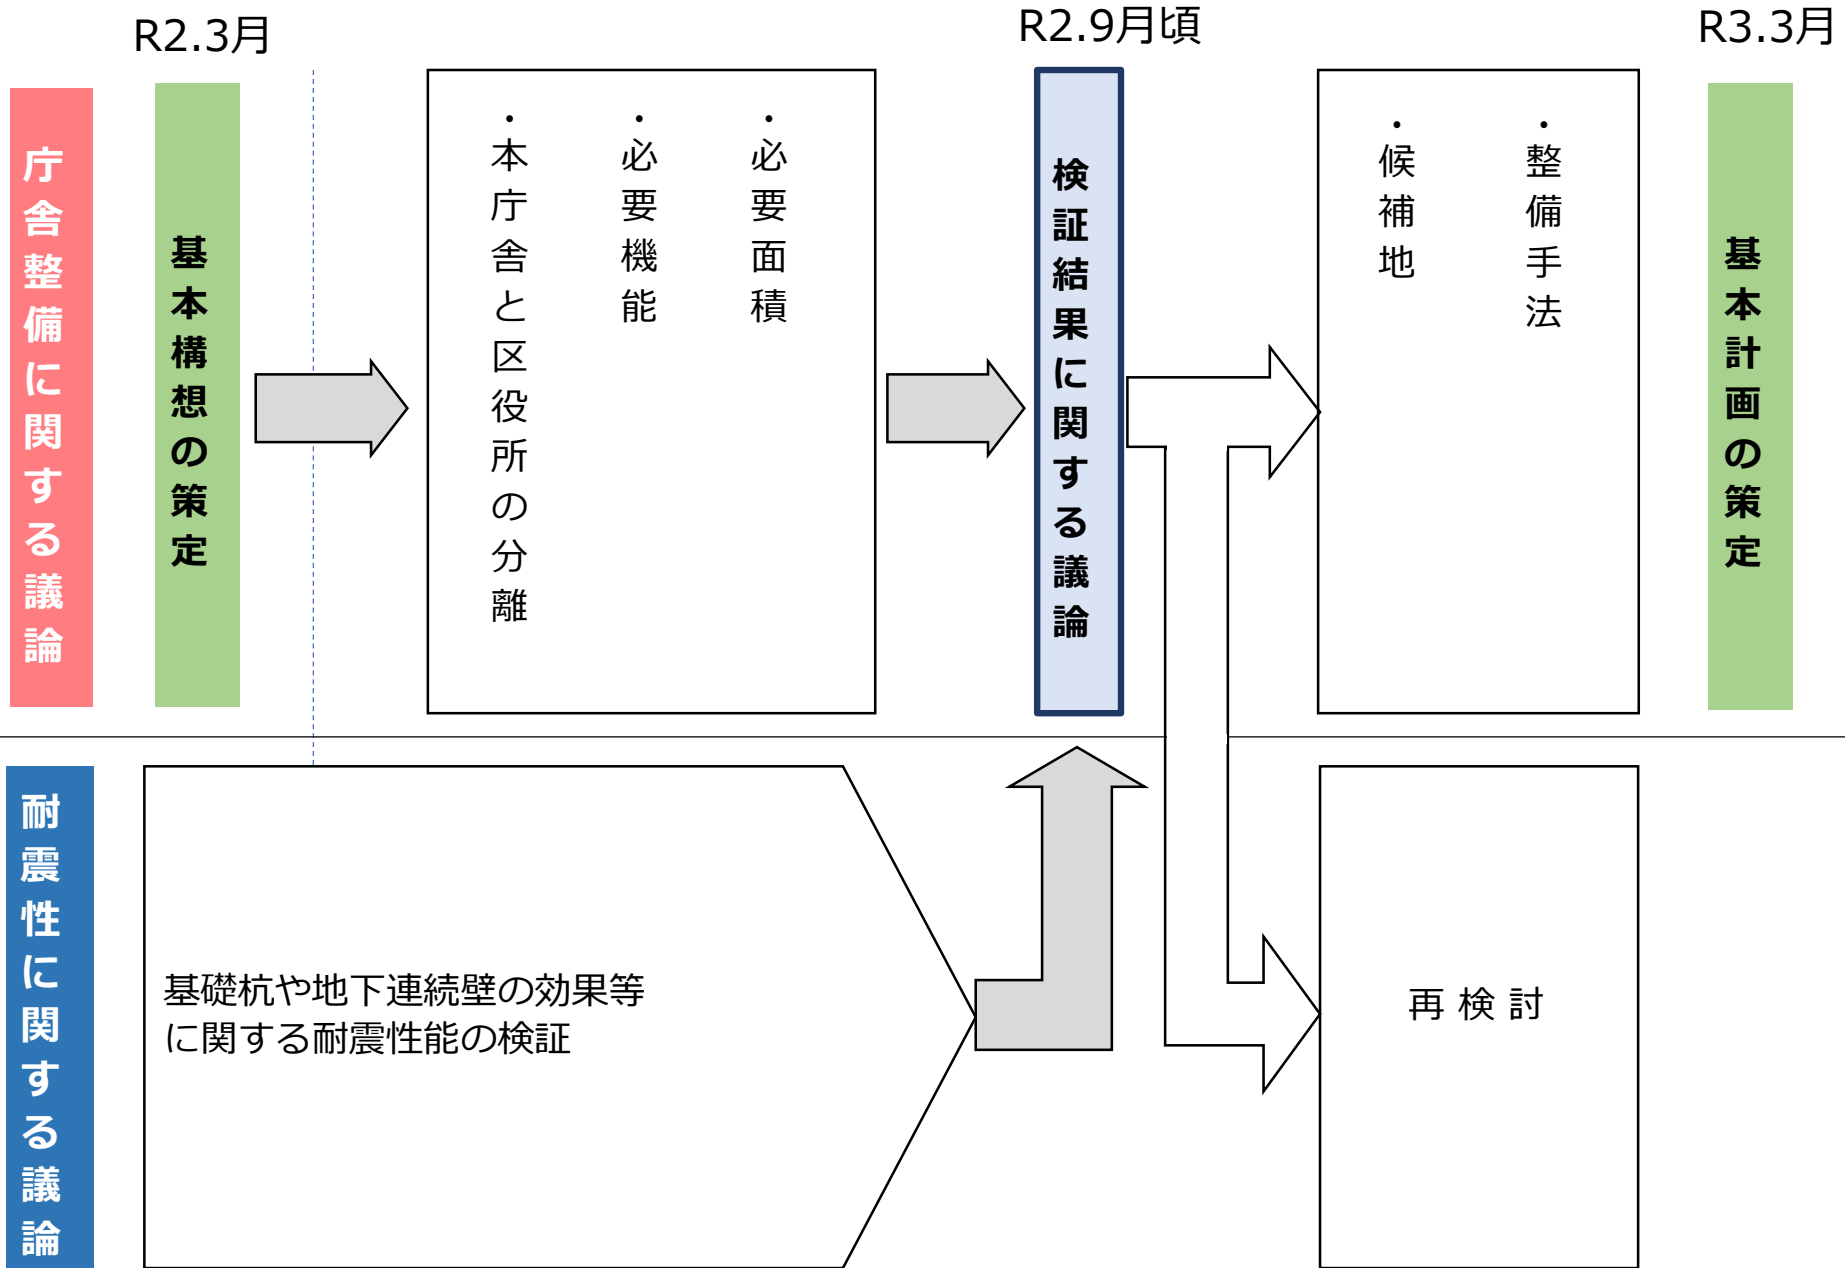 R2.3月
R2.9月頃
R3.3月
庁舎整備に関する議論
基本構想の策定
・本庁舎と区役所の分離
・必要機能
・必要面積
検証結果に関する議論
・候補地
・整備手法
基本計画の策定
耐震性に関する議論
基礎杭や地下連続壁の効果等
に関する耐震性能の検証
再検討